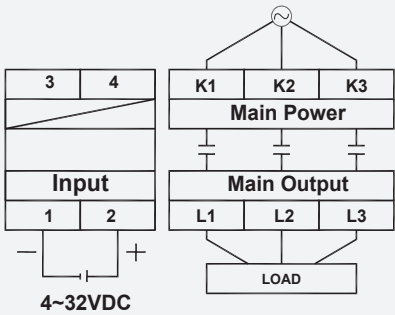 3 4
K1 K2 K3
Main Power
Input
Main Output
1 2
L1 L2 L3
− +
LOAD
4~32VDC